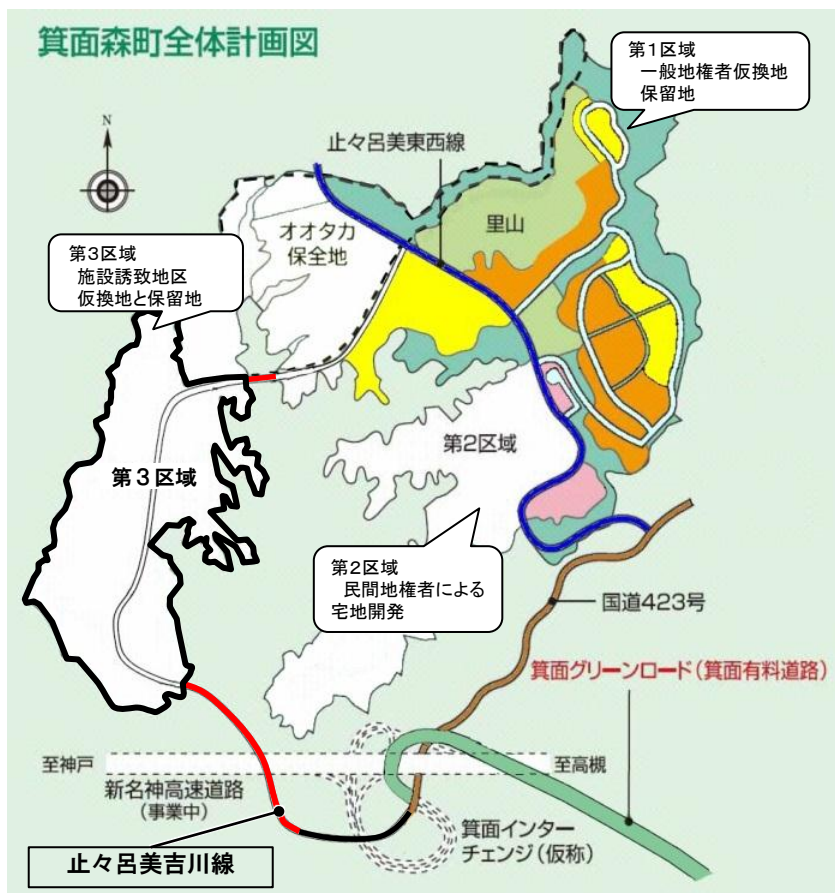 箕面森町全体計画図
第1区域
一般地権者仮換地
保留地
N
止々呂美東西線
里山
オオタカ
保全地
第3区域
施設誘致地区
仮換地と保留地
第2区域
第3区域
第2区域
民間地権者による
宅地開発
国道423号
箕面グリーンロード(箕面有料道路)
至神戸
至高槻
新名神高速道路
(事業中)
箕面インター
チェンジ(仮称)
止々呂美吉川線